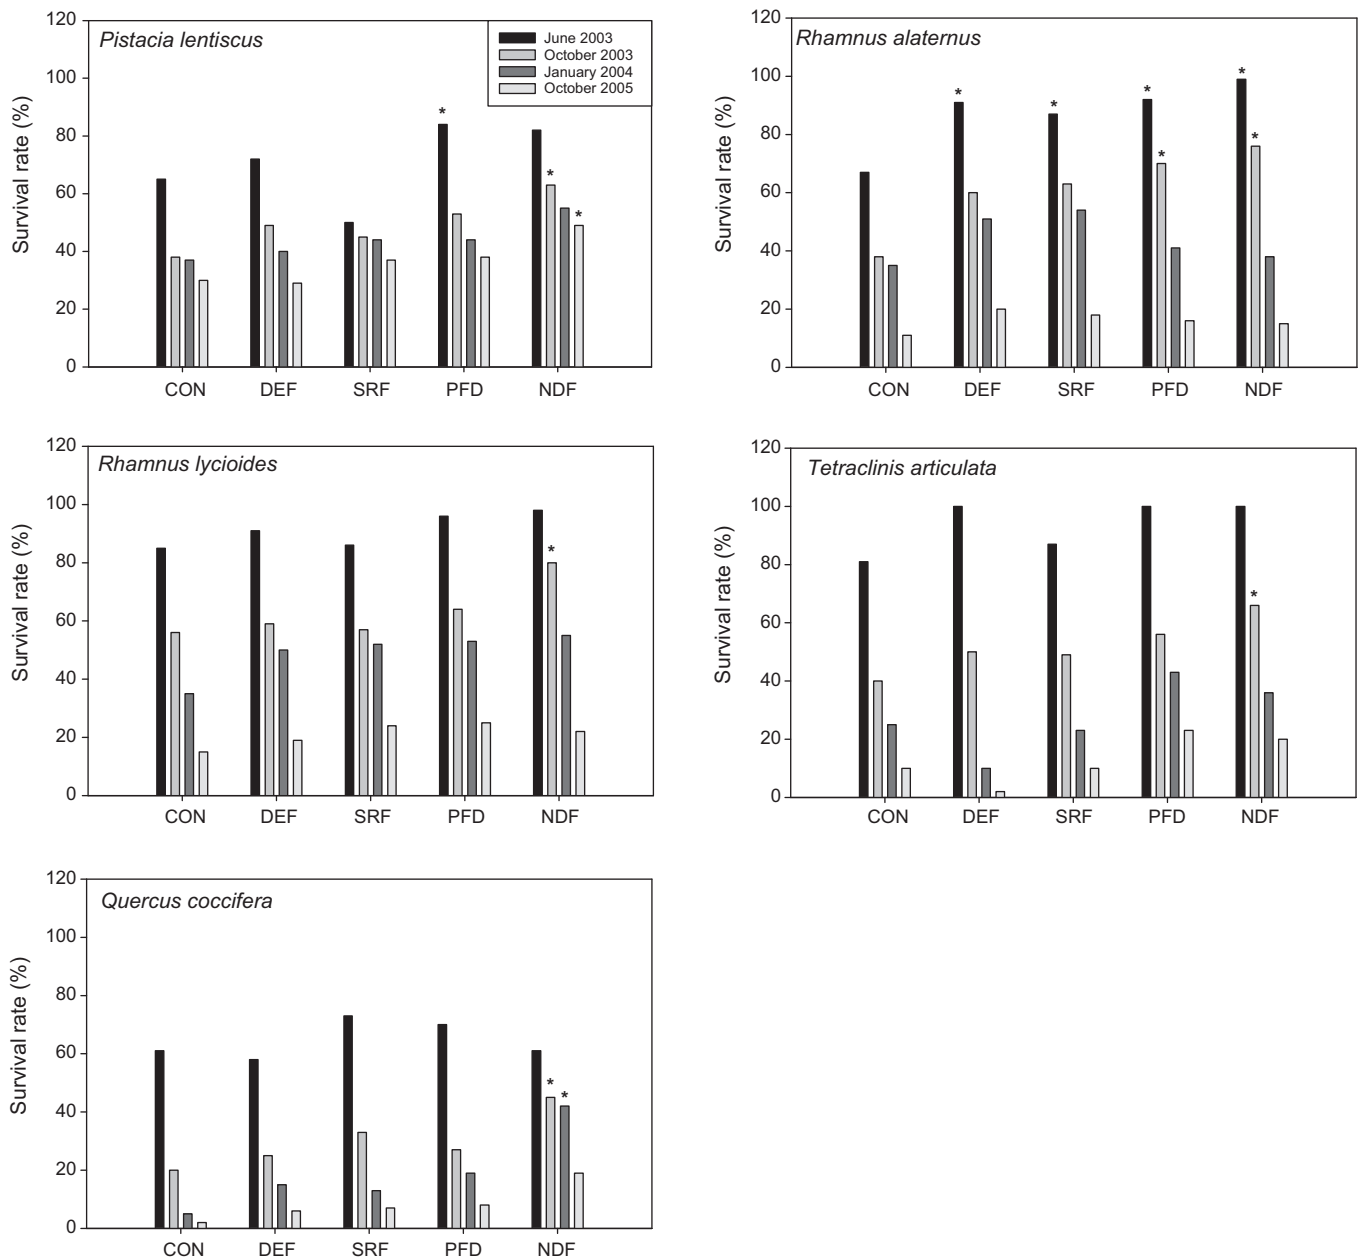 Pistacia lentiscus
June 2003
October 2003
January 2004
October 2005
Survival rate (%)
120
100
80
60
40
20
0
*
*
*
CON DEF SRF PFD NDF
Rhamnus alaternus
Survival rate (%)
120
100
80
60
40
20
0
*
*
*
*
*
*
CON DEF SRF PFD NDF
Rhamnus lycioides
Survival rate (%)
120
100
80
60
40
20
0
*
CON DEF SRF PFD NDF
Tetraclinis articulata
Survival rate (%)
120
100
80
60
40
20
0
*
CON DEF SRF PFD NDF
Quercus coccifera
Survival rate (%)
120
100
80
60
40
20
0
* *
CON DEF SRF PFD NDF